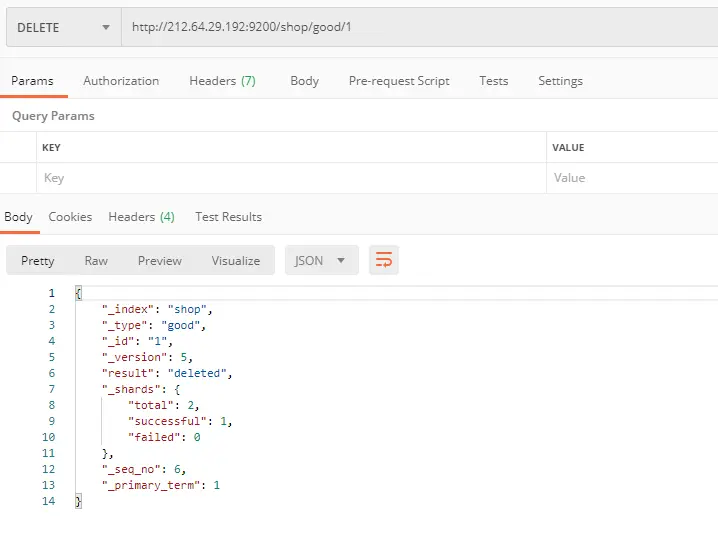 DELETE http://212.64.29.192:9200/shop/good/1
Params Authorization Headers (7) Body Pre-request Script Tests Settings
Query Params
KEY VALUE
Key Value
Body Cookies Headers (4) Test Results
Pretty Raw Preview Visualize JSON
1 {
2 "_index": "shop",
3 "_type": "good",
4 "_id": "1",
5 "_version": 5,
6 "result": "deleted",
7 "_shards": {
8 "total": 2,
9 "successful": 1,
10 "failed": 0
11 },
12 "_seq_no": 6,
13 "_primary_term": 1
14 }